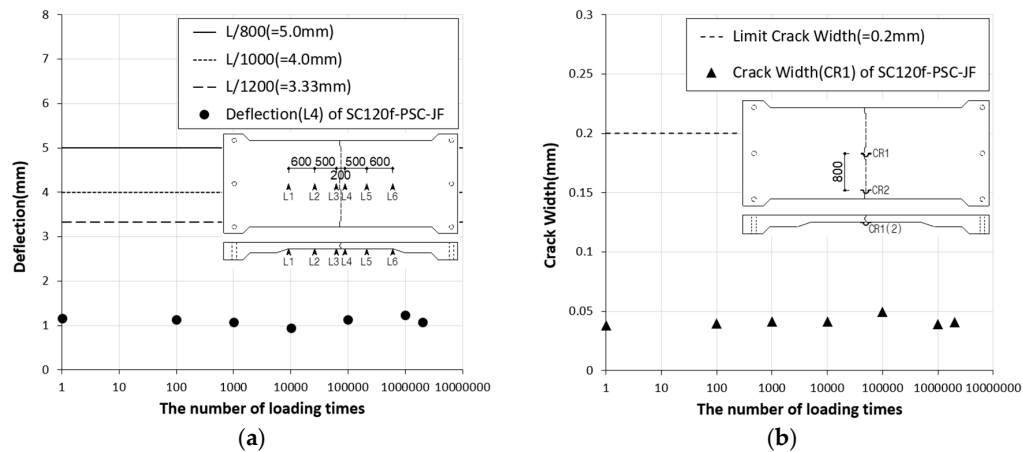 8
7
6
5
4
3
2
1
0
Deflection(mm)
L/800(=5.0mm)
L/1000(=4.0mm)
L/1200(=3.33mm)
Deflection(L4) of SC120f-PSC-JF
600 500 500 600
200
L1 L2 L3 L4 L5 L6
L1 L2 L3 L4 L5 L6
1 10 100 1000 10000 100000 1000000 10000000
The number of loading times
(a)
0.3
0.25
0.2
0.15
0.1
0.05
0
Crack Width(mm)
Limit Crack Width(=0.2mm)
Crack Width(CR1) of SC120f-PSC-JF
CR1
800
CR2
CR1(2)
1 10 100 1000 10000 100000 1000000 10000000
The number of loading times
(b)